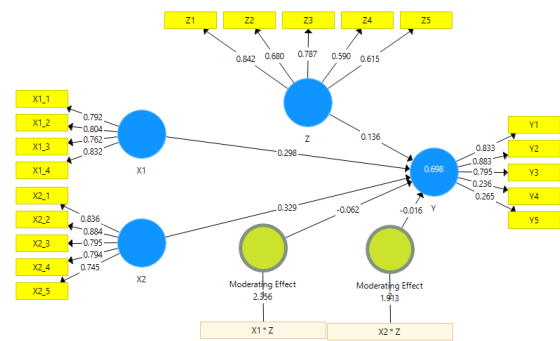 Z1 Z2 Z3 Z4 Z5
0.842 0.680 0.787 0.590 0.615
X1_1
X1_2
X1_3
X1_4
0.792
0.804
0.762
0.832
X1
Z
0.136
0.298
Y1
Y2
Y3
Y4
Y5
0.833
0.883
0.795
0.236
0.265
0.698
Y
X2_1
X2_2
X2_3
X2_4
X2_5
0.836
0.884
0.795
0.794
0.745
X2
0.329
-0.062
-0.016
Moderating Effect
2.356
Moderating Effect
1.913
X1 * Z
X2 * Z